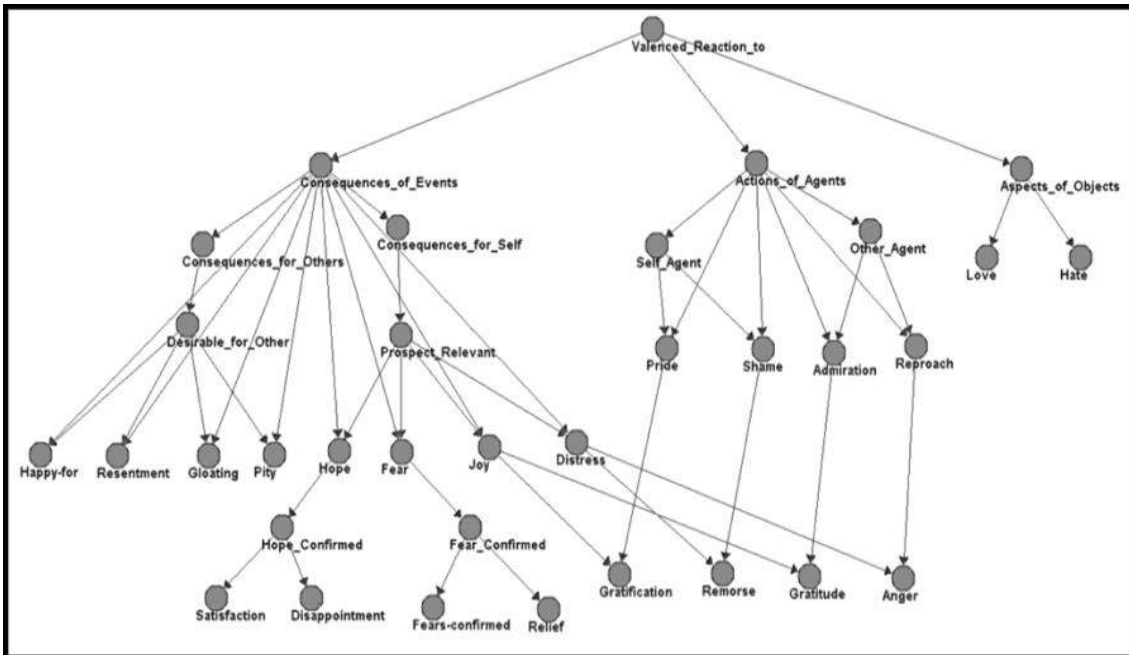 Valenced_Reaction_to
Consequences_of_Events
Actions_of_Agents
Aspects_of_Objects
Consequences_for_Self
Consequences_for_Others
Self_Agent
Other_Agent
Love
Hate
Desirable_for_Other
Prospect_Relevant
Pride
Shame
Admiration
Reproach
Happy-for
Resentment
Gloating
Pity
Hope
Fear
Joy
Distress
Hope_Confirmed
Fear_Confirmed
Gratification
Remorse
Gratitude
Anger
Satisfaction
Disappointment
Fears-confirmed
Relief